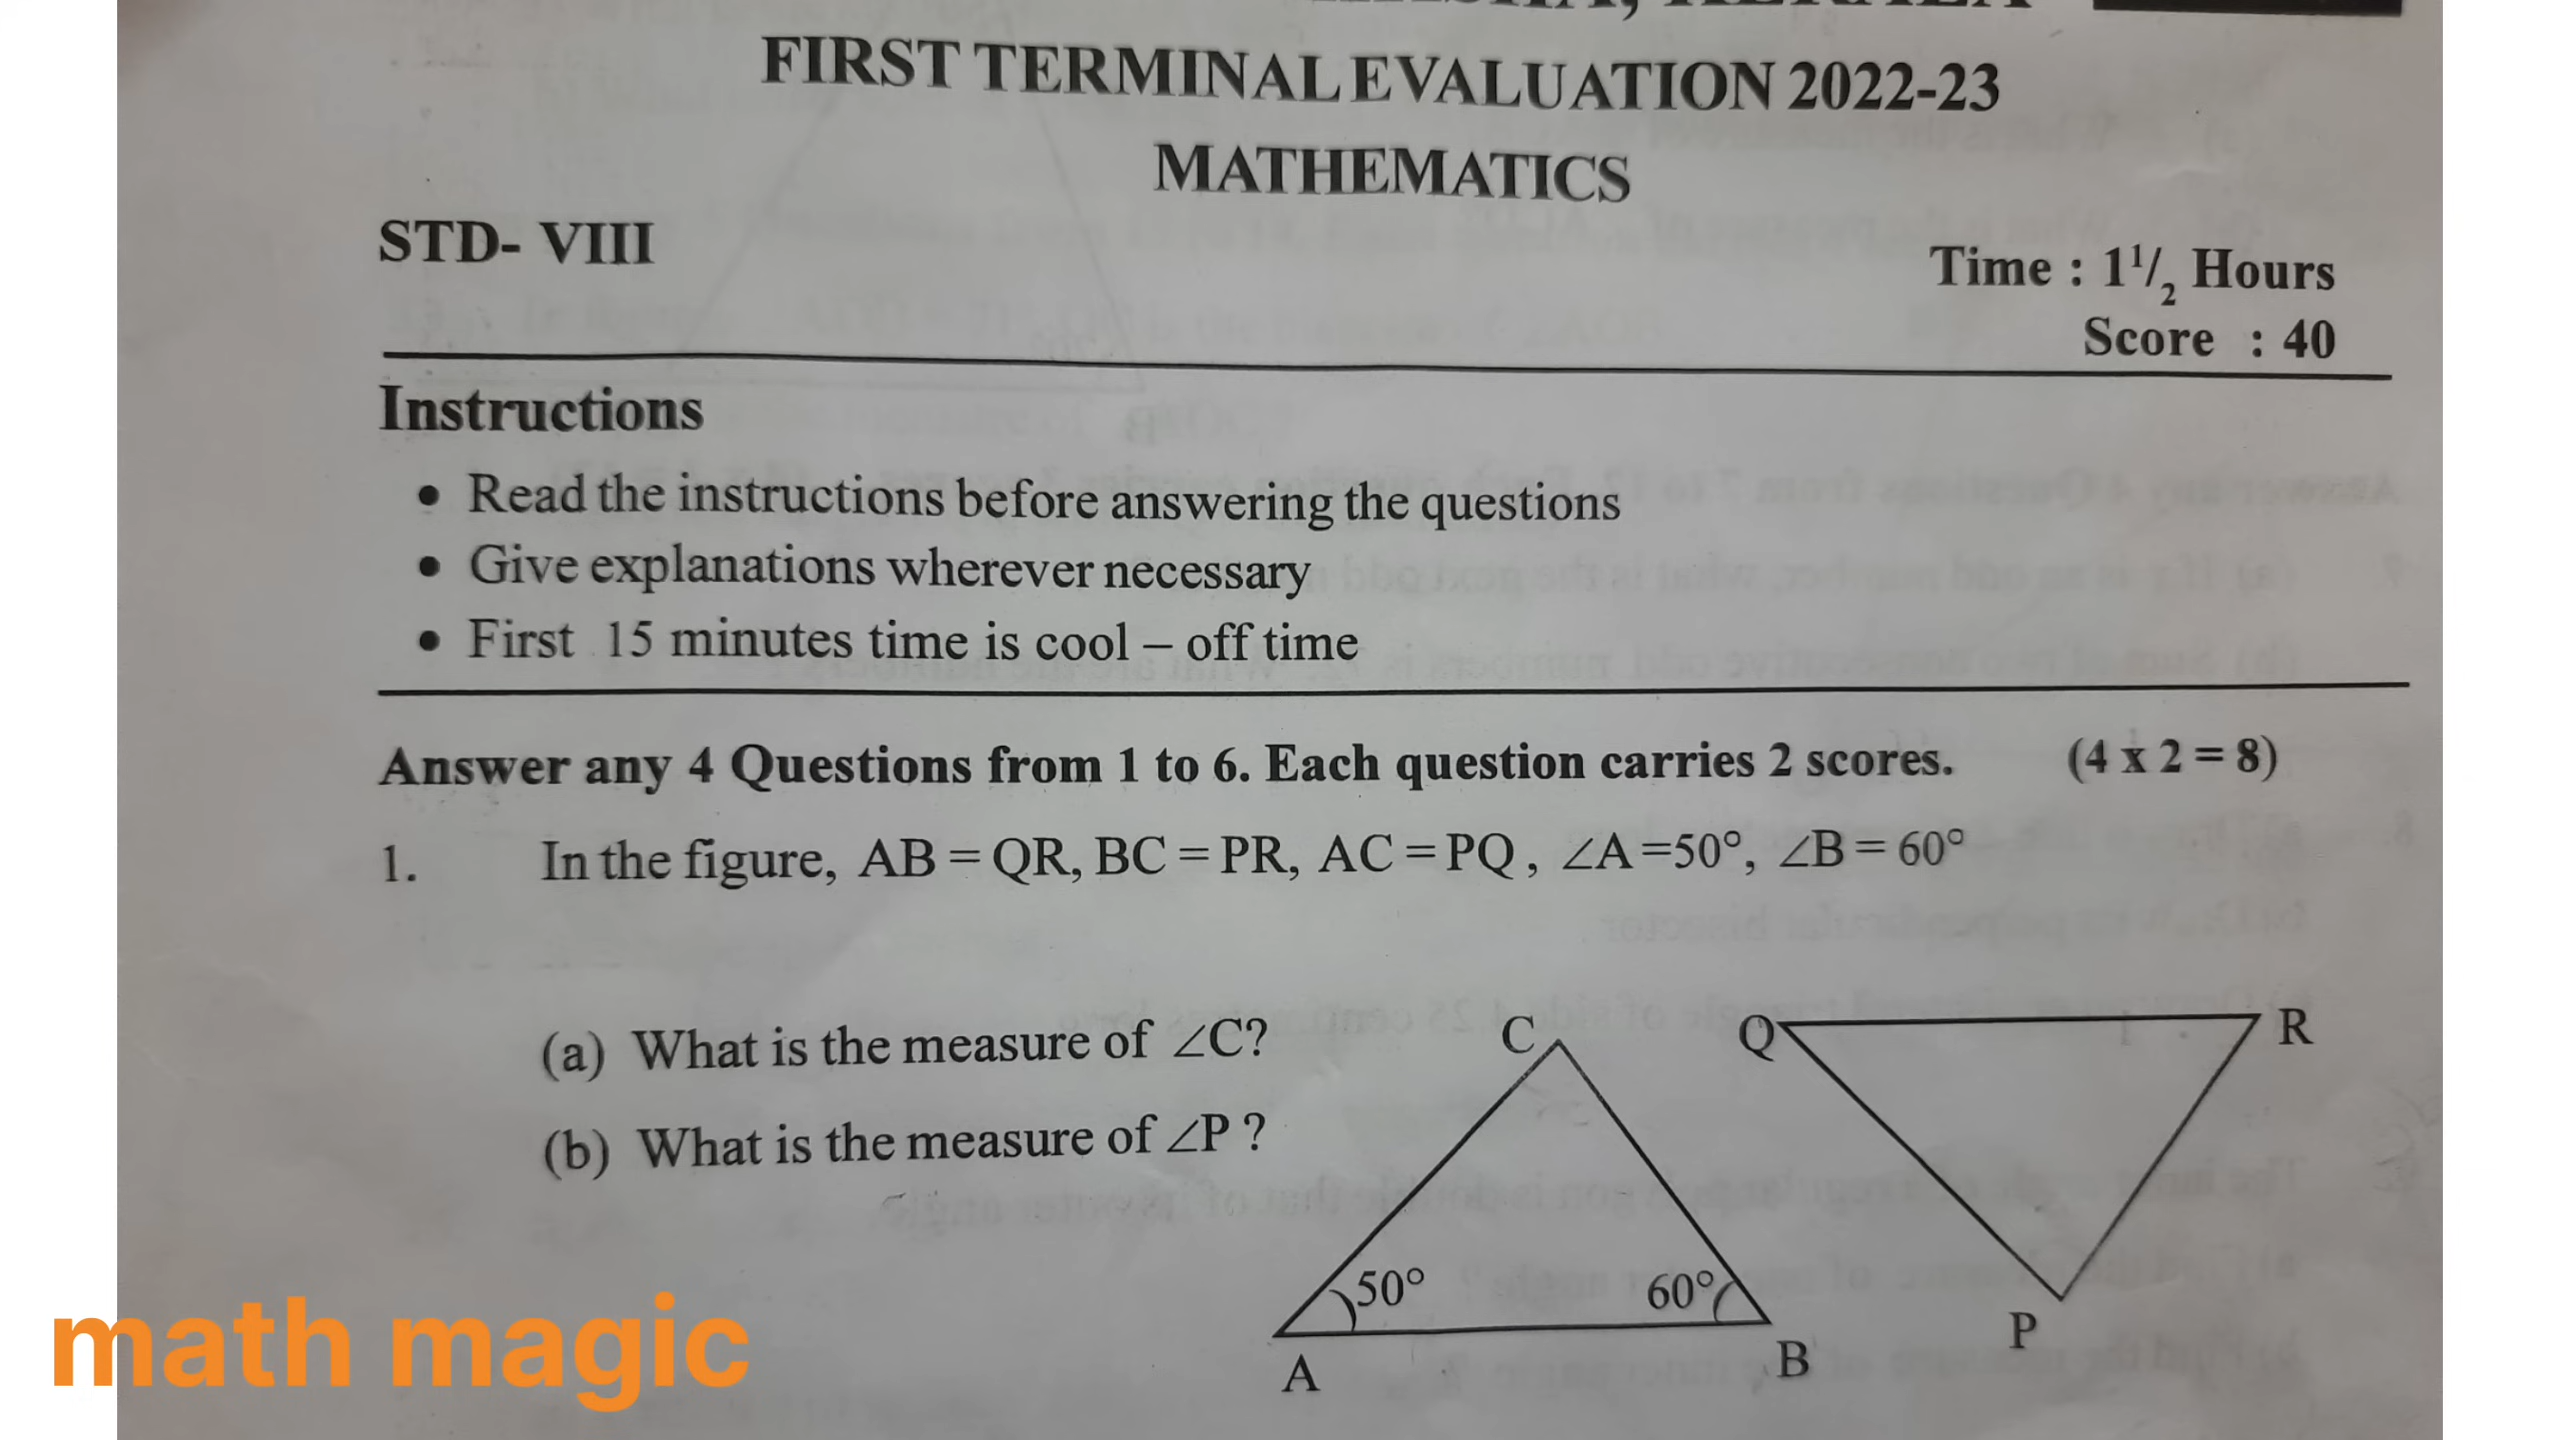 FIRST TERMINAL EVALUATION 2022-23
MATHEMATICS
STD- VIII
Time : 1 1/2 Hours
Score : 40
Instructions
• Read the instructions before answering the questions
• Give explanations wherever necessary
• First 15 minutes time is cool – off time
Answer any 4 Questions from 1 to 6. Each question carries 2 scores. (4 x 2 = 8)
1. In the figure, AB = QR, BC = PR, AC = PQ, ∠A =50°, ∠B = 60°
(a) What is the measure of ∠C?
(b) What is the measure of ∠P ?
C
Q
R
50°
60°
A
B
P
math magic